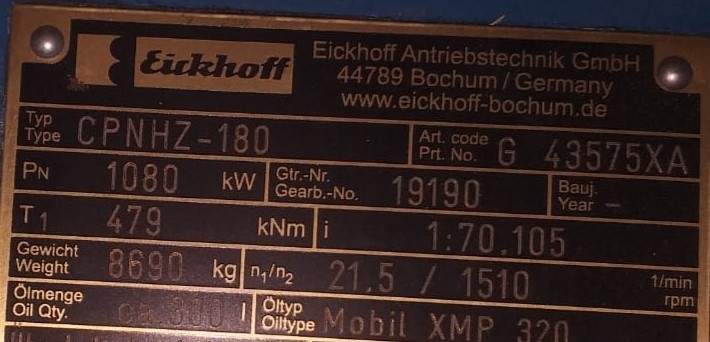 Eickhoff
Eickhoff Antriebstechnik GmbH
44789 Bochum / Germany
www.eickhoff-bochum.de
Typ
Type CPNHZ-180
Art. code
Prt. No. G 43575XA
PN 1080 kW
Gtr.-Nr.
Gearb.-No. 19190
Bauj.
Year -
T1 479 kNm
i 1:70.105
Gewicht
Weight 8690 kg
n1/n2 21.5 / 1510 1/min
rpm
Ölmenge
Oil Qty. ca. 300 l
Öltyp
Oiltype Mobil XMP 320